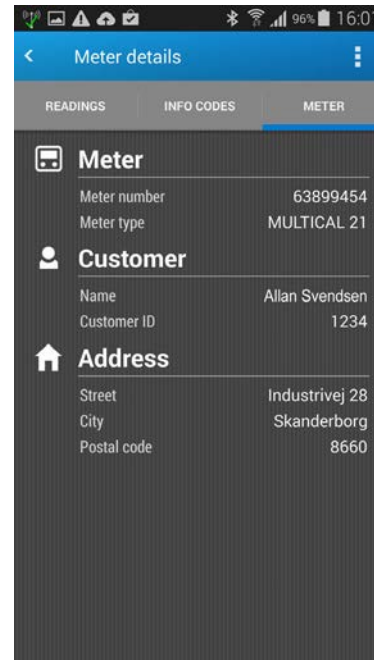 96% 16:0
Meter details
READINGS INFO CODES METER
Meter
Meter number 63899454
Meter type MULTICAL 21
Customer
Name Allan Svendsen
Customer ID 1234
Address
Street Industrivej 28
City Skanderborg
Postal code 8660